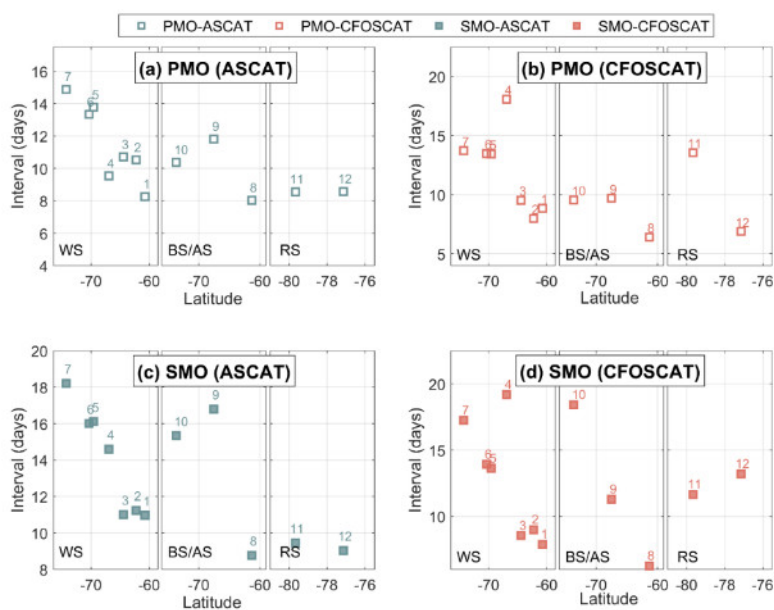 PMO-ASCAT PMO-CFOSCAT SMO-ASCAT SMO-CFOSCAT
(a) PMO (ASCAT)
Interval (days)
16
14
12
10
8
6
4
7
6
5
4
3
2
1
10
9
8
11
12
WS
BS/AS
RS
-70 -60 -70 -60 -80 -78 -76
Latitude
(b) PMO (CFOSCAT)
Interval (days)
20
15
10
5
7
6
5
4
3
2
1
10
9
8
11
12
WS
BS/AS
RS
-70 -60 -70 -60 -80 -78 -76
Latitude
(c) SMO (ASCAT)
Interval (days)
20
18
16
14
12
10
8
7
6
5
4
3
2
1
10
9
8
11
12
WS
BS/AS
RS
-70 -60 -70 -60 -80 -78 -76
Latitude
(d) SMO (CFOSCAT)
Interval (days)
20
15
10
7
6
5
4
3
2
1
10
9
8
11
12
WS
BS/AS
RS
-70 -60 -70 -60 -80 -78 -76
Latitude